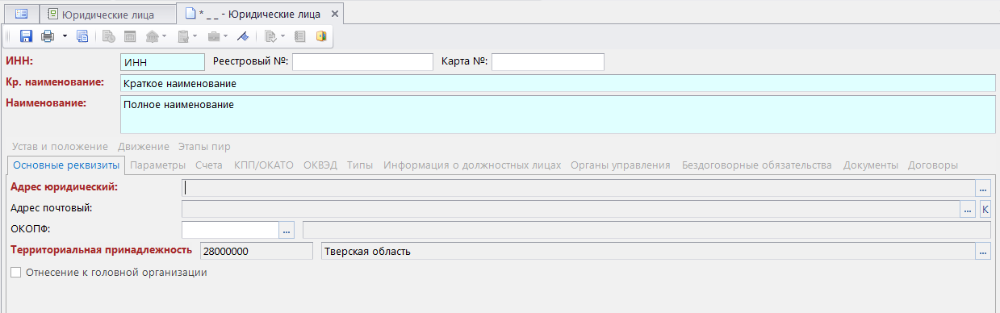 Юридические лица
* _ _ - Юридические лица
ИНН: ИНН Реестровый №: Карта №:
Кр. наименование: Краткое наименование
Наименование: Полное наименование
Устав и положение Движение Этапы пир
Основные реквизиты Параметры Счета КПП/ОКАТО ОКВЭД Типы Информация о должностных лицах Органы управления Бездоговорные обязательства Документы Договоры
Адрес юридический: ...
Адрес почтовый: ... К
ОКОПФ: ...
Территориальная принадлежность 28000000 Тверская область ...
Отнесение к головной организации